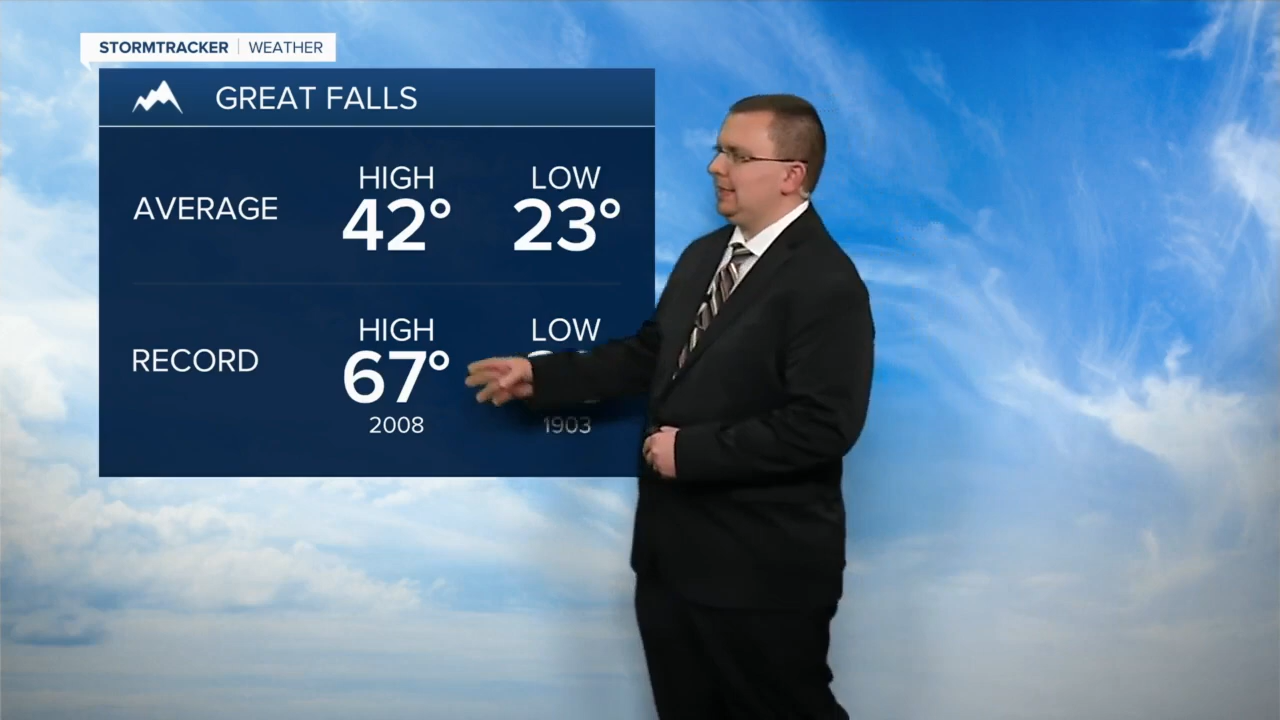 STORMTRACKER | WEATHER
GREAT FALLS
HIGH LOW
AVERAGE 42° 23°
HIGH LOW
RECORD 67°
2008 1903